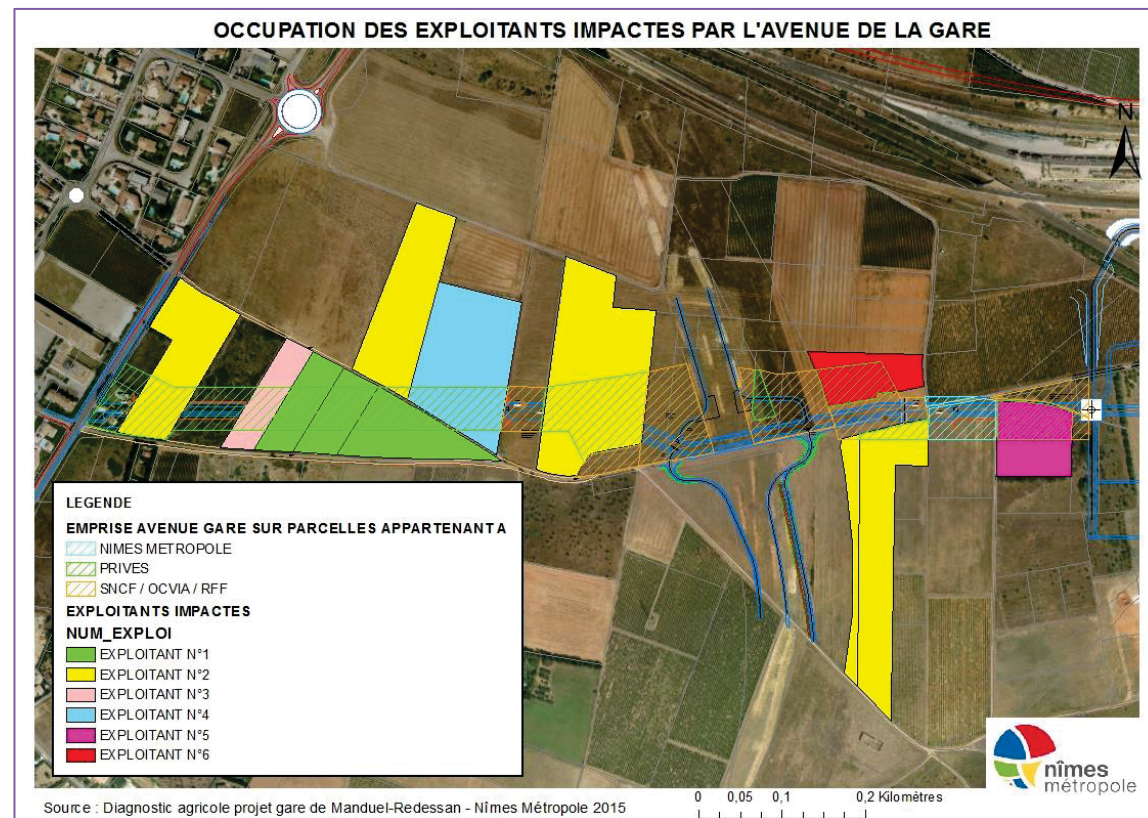 OCCUPATION DES EXPLOITANTS IMPACTES PAR L'AVENUE DE LA GARE
N
LEGENDE
EMPRISE AVENUE GARE SUR PARCELLES APPARTENANT A
NIMES METROPOLE
PRIVES
SNCF / OCVIA / RFF
EXPLOITANTS IMPACTES
NUM_EXPLOI
EXPLOITANT N°1
EXPLOITANT N°2
EXPLOITANT N°3
EXPLOITANT N°4
EXPLOITANT N°5
EXPLOITANT N°6
nîmes
métropole
Source : Diagnostic agricole projet gare de Manduel-Redessan - Nîmes Métropole 2015
0 0,05 0,1 0,2 Kilomètres